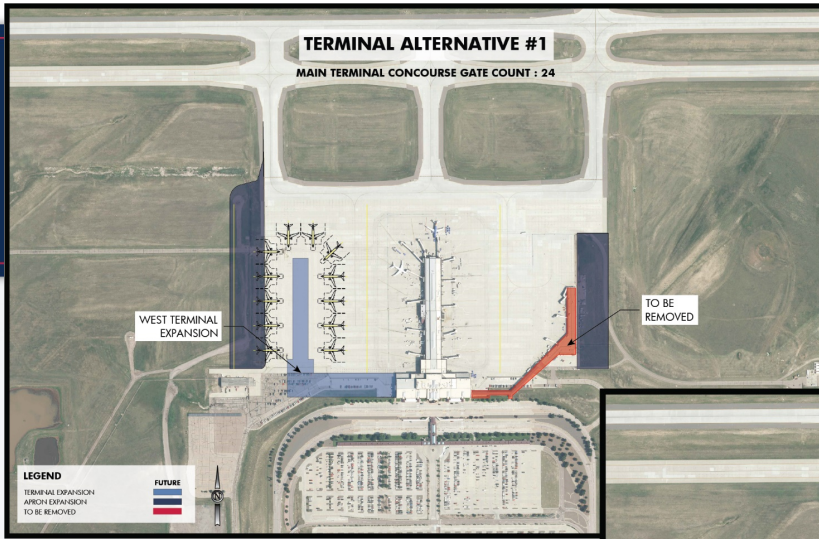 TERMINAL ALTERNATIVE #1
MAIN TERMINAL CONCOURSE GATE COUNT : 24
WEST TERMINAL
EXPANSION
TO BE
REMOVED
LEGEND
FUTURE
TERMINAL EXPANSION
APRON EXPANSION
TO BE REMOVED
N